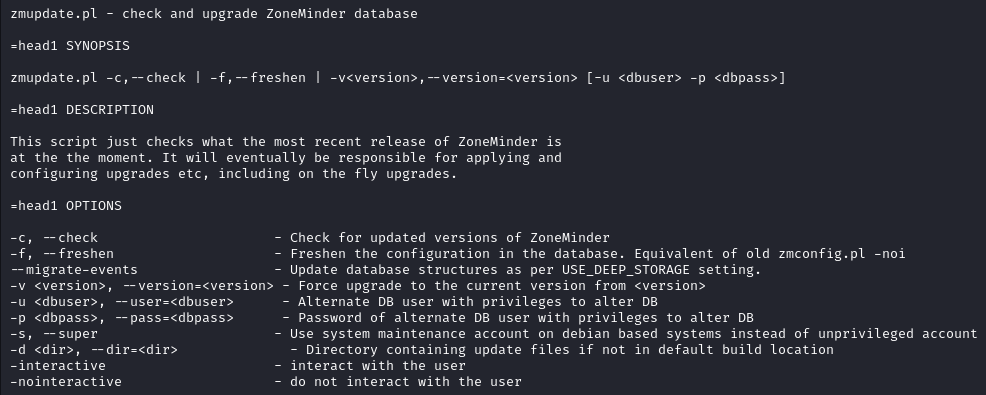 zmupdate.pl - check and upgrade ZoneMinder database
=head1 SYNOPSIS
zmupdate.pl -c,--check | -f,--freshen | -v<version>,--version=<version> [-u <dbuser> -p <dbpass>]
=head1 DESCRIPTION
This script just checks what the most recent release of ZoneMinder is
at the the moment. It will eventually be responsible for applying and
configuring upgrades etc, including on the fly upgrades.
=head1 OPTIONS
-c, --check                      - Check for updated versions of ZoneMinder
-f, --freshen                    - Freshen the configuration in the database. Equivalent of old zmconfig.pl -noi
--migrate-events                 - Update database structures as per USE_DEEP_STORAGE setting.
-v <version>, --version=<version> - Force upgrade to the current version from <version>
-u <dbuser>, --user=<dbuser>      - Alternate DB user with privileges to alter DB
-p <dbpass>, --pass=<dbpass>      - Password of alternate DB user with privileges to alter DB
-s, --super                      - Use system maintenance account on debian based systems instead of unprivileged account
-d <dir>, --dir=<dir>              - Directory containing update files if not in default build location
-interactive                     - interact with the user
-nointeractive                   - do not interact with the user